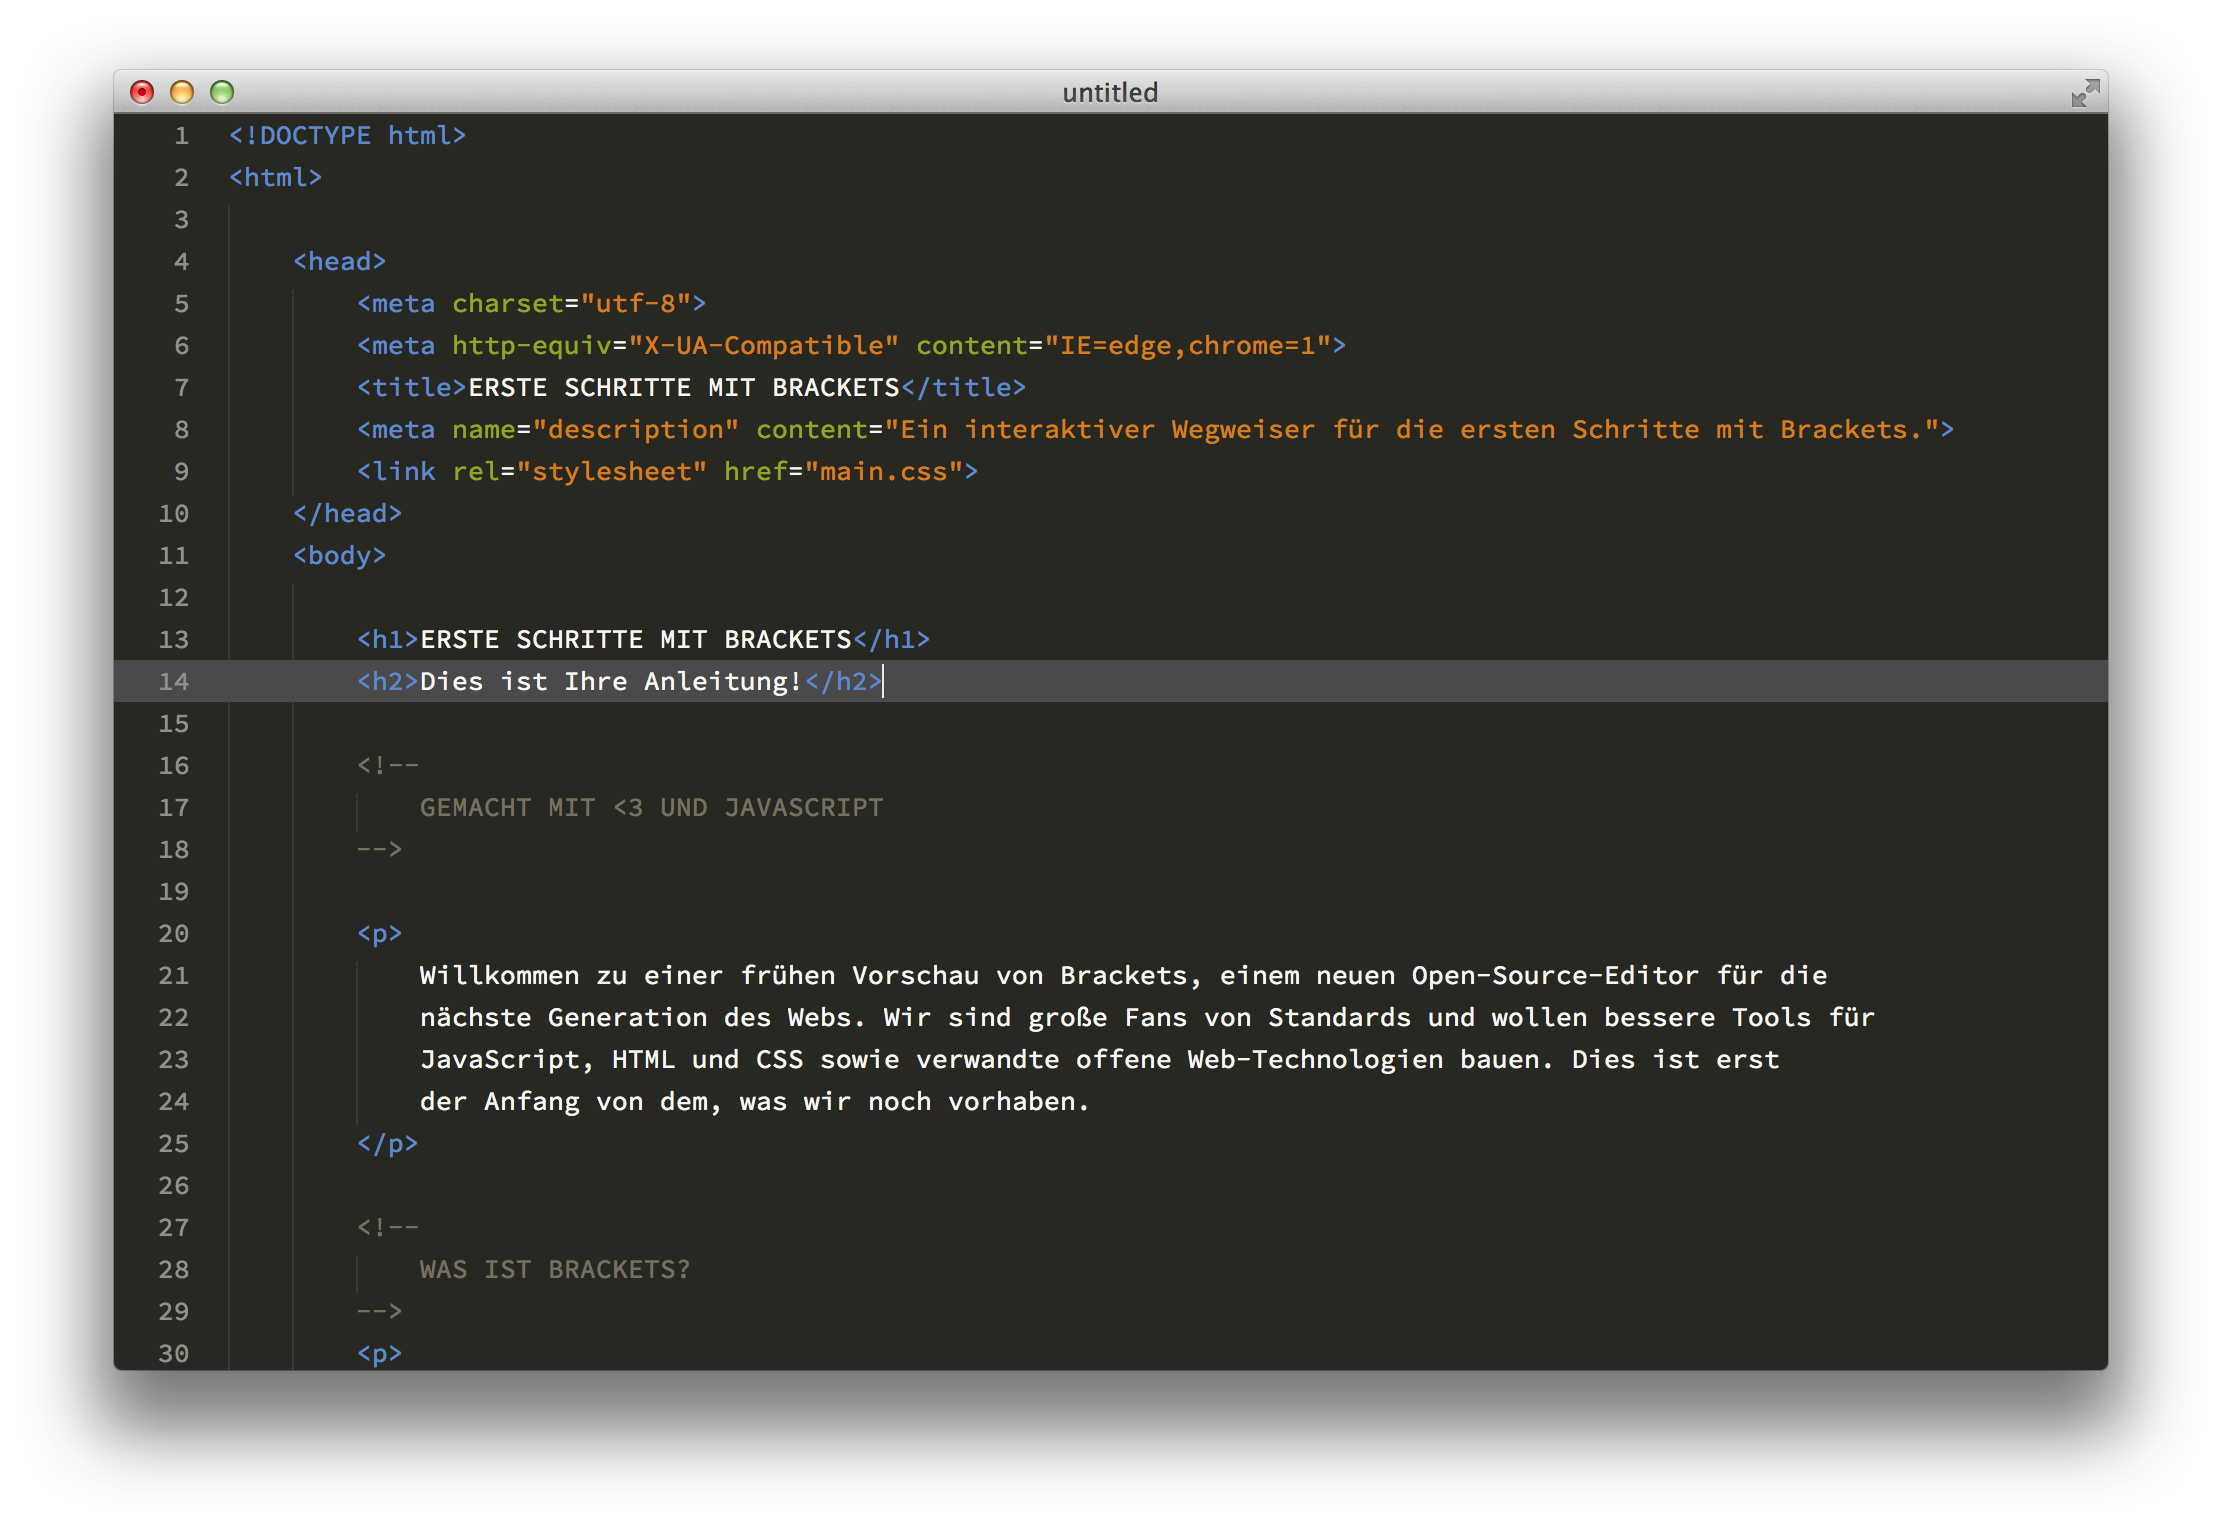 untitled
1 <!DOCTYPE html>
2 <html>
3
4 <head>
5 <meta charset="utf-8">
6 <meta http-equiv="X-UA-Compatible" content="IE=edge,chrome=1">
7 <title>ERSTE SCHRITTE MIT BRACKETS</title>
8 <meta name="description" content="Ein interaktiver Wegweiser für die ersten Schritte mit Brackets.">
9 <link rel="stylesheet" href="main.css">
10 </head>
11 <body>
12
13 <h1>ERSTE SCHRITTE MIT BRACKETS</h1>
14 <h2>Dies ist Ihre Anleitung!</h2>
15
16 <!--
17 GEMACHT MIT <3 UND JAVASCRIPT
18 -->
19
20 <p>
21 Willkommen zu einer frühen Vorschau von Brackets, einem neuen Open-Source-Editor für die
22 nächste Generation des Webs. Wir sind große Fans von Standards und wollen bessere Tools für
23 JavaScript, HTML und CSS sowie verwandte offene Web-Technologien bauen. Dies ist erst
24 der Anfang von dem, was wir noch vorhaben.
25 </p>
26
27 <!--
28 WAS IST BRACKETS?
29 -->
30 <p>